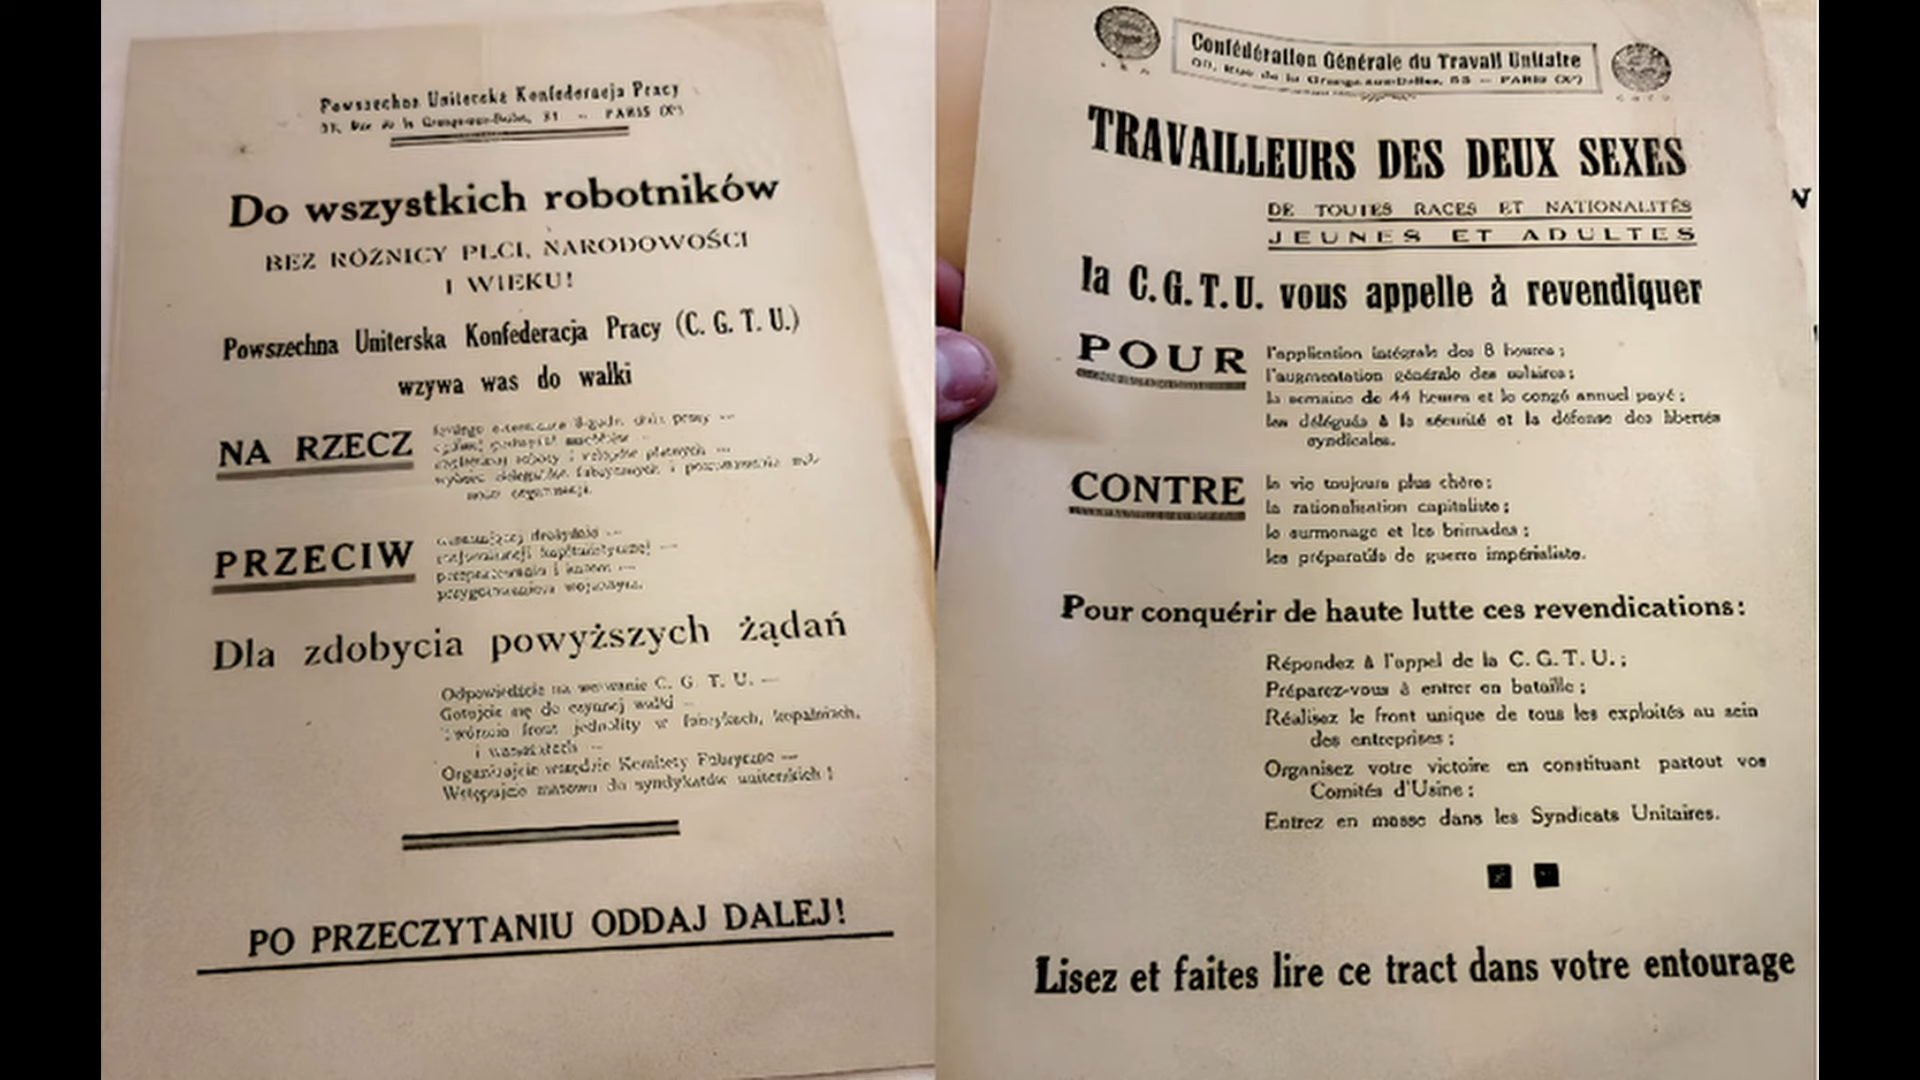 Powszechna Uniterska Konfederacja Pracy
Rue de la Grange-aux-Belles, — PARIS (Xe)
Do wszystkich robotników
BEZ RÓŻNICY PŁCI, NARODOWOŚCI
I WIEKU!
Powszechna Uniterska Konfederacja Pracy (C. G. T. U.)
wzywa was do walki
NA RZECZ
PRZECIW
drożyźnie —
racjonalizacji kapitalistycznej —
wojennym.
Dla zdobycia powyższych żądań
Odpowiedzcie na wezwanie C. G. T. U. —
Gotujcie się do czynnej walki —
front jednolity w fabrykach, kopalniach,
i warsztatach —
Organizujcie wszędzie Komitety Fabryczne —
Wstępujcie masowo do syndykatów uniterskich !
PO PRZECZYTANIU ODDAJ DALEJ!
Confédération Générale du Travail Unitaire
Rue de la Grange-aux-Belles, — PARIS (Xe)
TRAVAILLEURS DES DEUX SEXES
DE TOUTES RACES ET NATIONALITÉS
JEUNES ET ADULTES
la C.G.T.U. vous appelle à revendiquer
POUR
l'application intégrale des 8 heures ;
l'augmentation générale des salaires ;
la semaine de 44 heures et le congé annuel payé ;
les délégués à la sécurité et la défense des libertés
syndicales.
CONTRE
la vie toujours plus chère ;
la rationalisation capitaliste ;
le surmenage et les brimades ;
les préparatifs de guerre impérialiste.
Pour conquérir de haute lutte ces revendications :
Répondez à l'appel de la C. G. T. U. ;
Préparez-vous à entrer en bataille ;
Réalisez le front unique de tous les exploités au sein
des entreprises ;
Organisez votre victoire en constituant partout vos
Comités d'Usine ;
Entrez en masse dans les Syndicats Unitaires.
Lisez et faites lire ce tract dans votre entourage